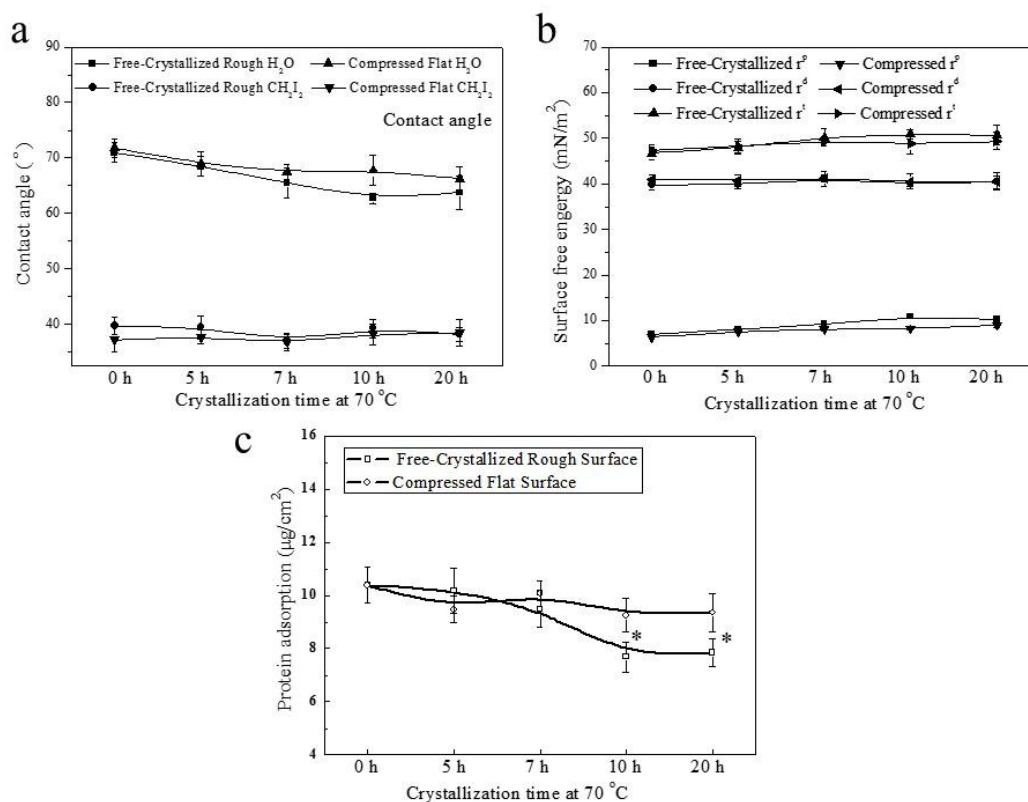 a
90
80
70
60
50
40
Contact angle ( ° )
Free-Crystallized Rough H₂O
Compressed Flat H₂O
Free-Crystallized Rough CH₂I₂
Compressed Flat CH₂I₂
Contact angle
0 h 5 h 7 h 10 h 20 h
Crystallization time at 70 °C
b
70
60
50
40
30
20
10
0
Surface free engergy (mN/m²)
Free-Crystallized rᵖ
Compressed rᵖ
Free-Crystallized rᵈ
Compressed rᵈ
Free-Crystallized rᵗ
Compressed rᵗ
0 h 5 h 7 h 10 h 20 h
Crystallization time at 70 °C
c
16
14
12
10
8
6
4
Protein adsorption (μg/cm²)
Free-Crystallized Rough Surface
Compressed Flat Surface
*
*
0 h 5 h 7 h 10 h 20 h
Crystallization time at 70 °C